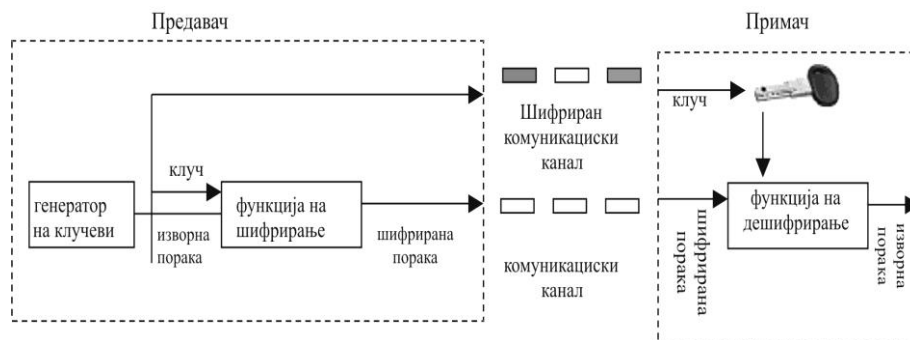 Предавач
Примач
Шифриран
комуникациски
канал
клуч
клуч
генератор
на клучеви
изворна
порака
функција на
шифрирање
шифрирана
порака
комуникациски
канал
шифрирана
порака
функција на
дешифрирање
изворна
порака